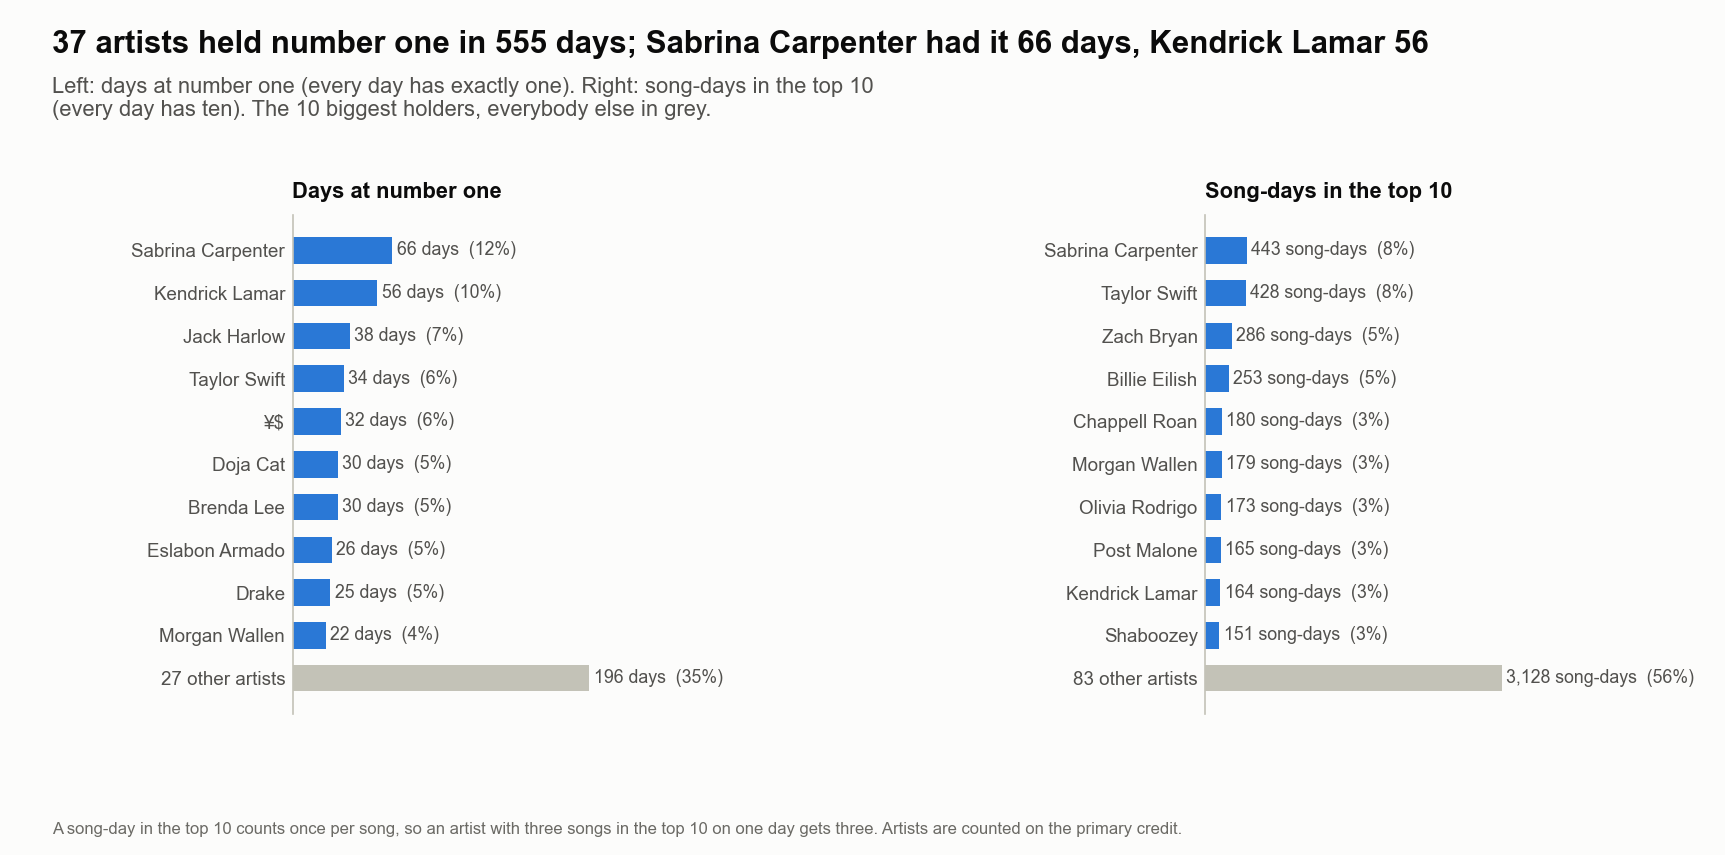 37 artists held number one in 555 days; Sabrina Carpenter had it 66 days, Kendrick Lamar 56
Left: days at number one (every day has exactly one). Right: song-days in the top 10
(every day has ten). The 10 biggest holders, everybody else in grey.
Days at number one
Sabrina Carpenter 66 days (12%)
Kendrick Lamar 56 days (10%)
Jack Harlow 38 days (7%)
Taylor Swift 34 days (6%)
¥$ 32 days (6%)
Doja Cat 30 days (5%)
Brenda Lee 30 days (5%)
Eslabon Armado 26 days (5%)
Drake 25 days (5%)
Morgan Wallen 22 days (4%)
27 other artists 196 days (35%)
Song-days in the top 10
Sabrina Carpenter 443 song-days (8%)
Taylor Swift 428 song-days (8%)
Zach Bryan 286 song-days (5%)
Billie Eilish 253 song-days (5%)
Chappell Roan 180 song-days (3%)
Morgan Wallen 179 song-days (3%)
Olivia Rodrigo 173 song-days (3%)
Post Malone 165 song-days (3%)
Kendrick Lamar 164 song-days (3%)
Shaboozey 151 song-days (3%)
83 other artists 3,128 song-days (56%)
A song-day in the top 10 counts once per song, so an artist with three songs in the top 10 on one day gets three. Artists are counted on the primary credit.